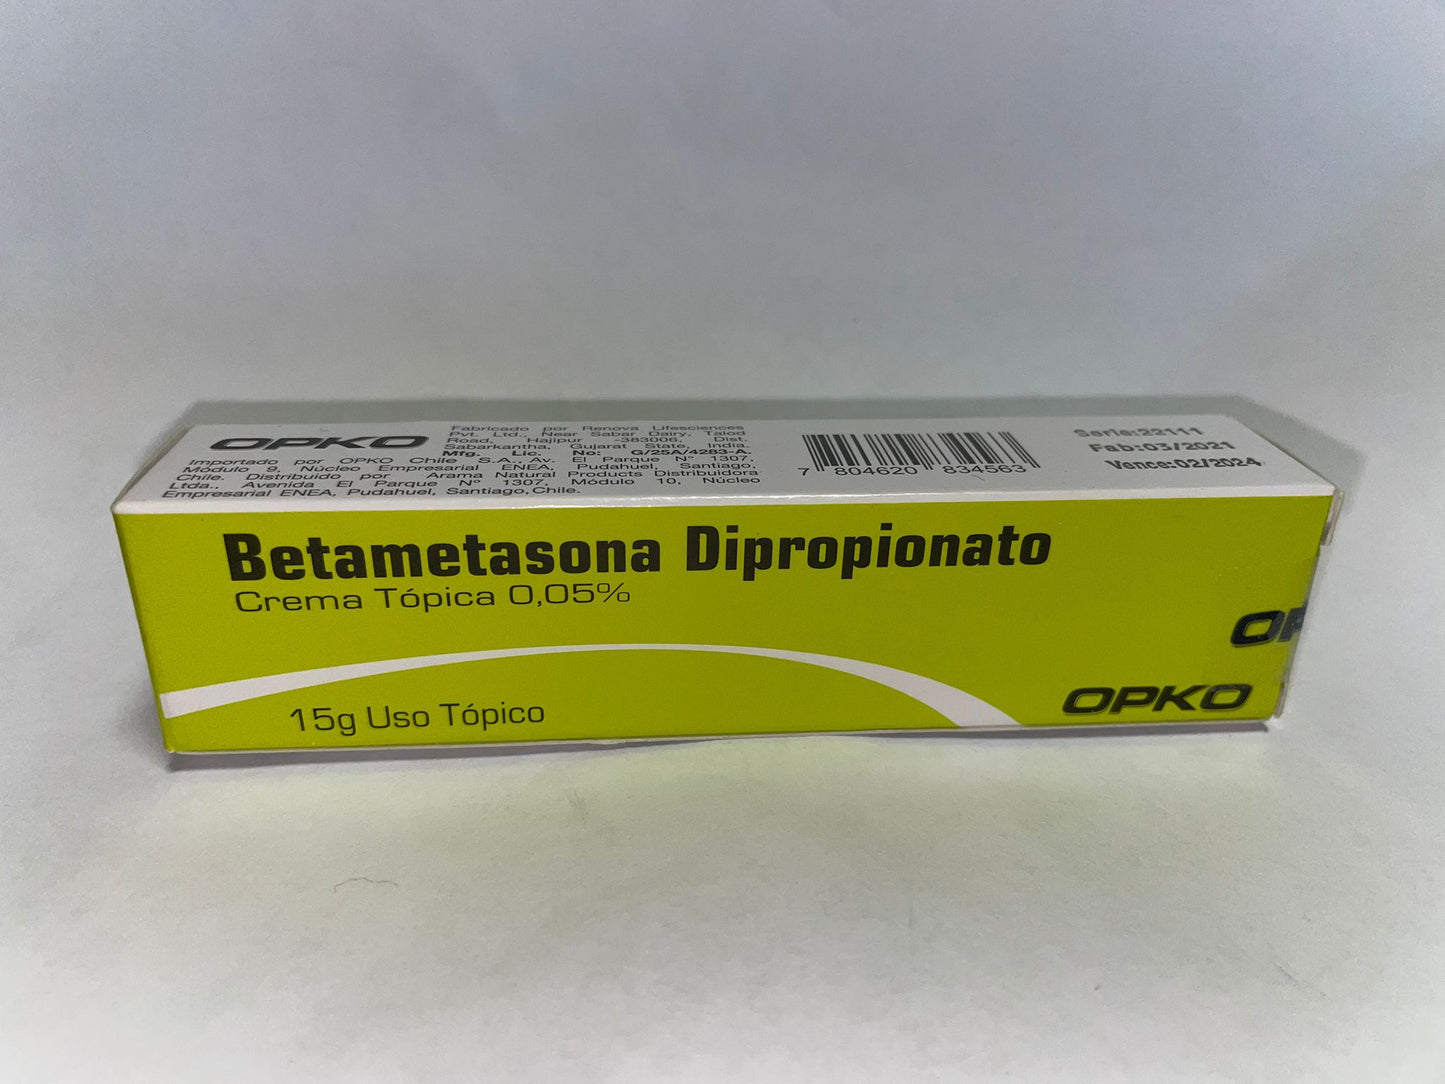 OPKO
Fabricado por Renova Lifesciences
Pvt. Ltd., Near Sabar Dairy, Talod
Road, Hajipur -383006, Dist.
Sabarkantha, Gujarat State, India.
Mfg. Lic. No: G/25A/4283-A.
Importado por OPKO Chile S.A., Av. El Parque N° 1307,
Módulo 9, Núcleo Empresarial ENEA, Pudahuel, Santiago,
Chile. Distribuido por Arama Natural Products Distribuidora
Ltda., Avenida El Parque N° 1307, Módulo 10, Núcleo
Empresarial ENEA, Pudahuel, Santiago, Chile.
7 804620 834563
Serie:22111
Fab:03/2021
Vence:02/2024
Betametasona Dipropionato
Crema Tópica 0,05%
15g Uso Tópico
OP
OPKO